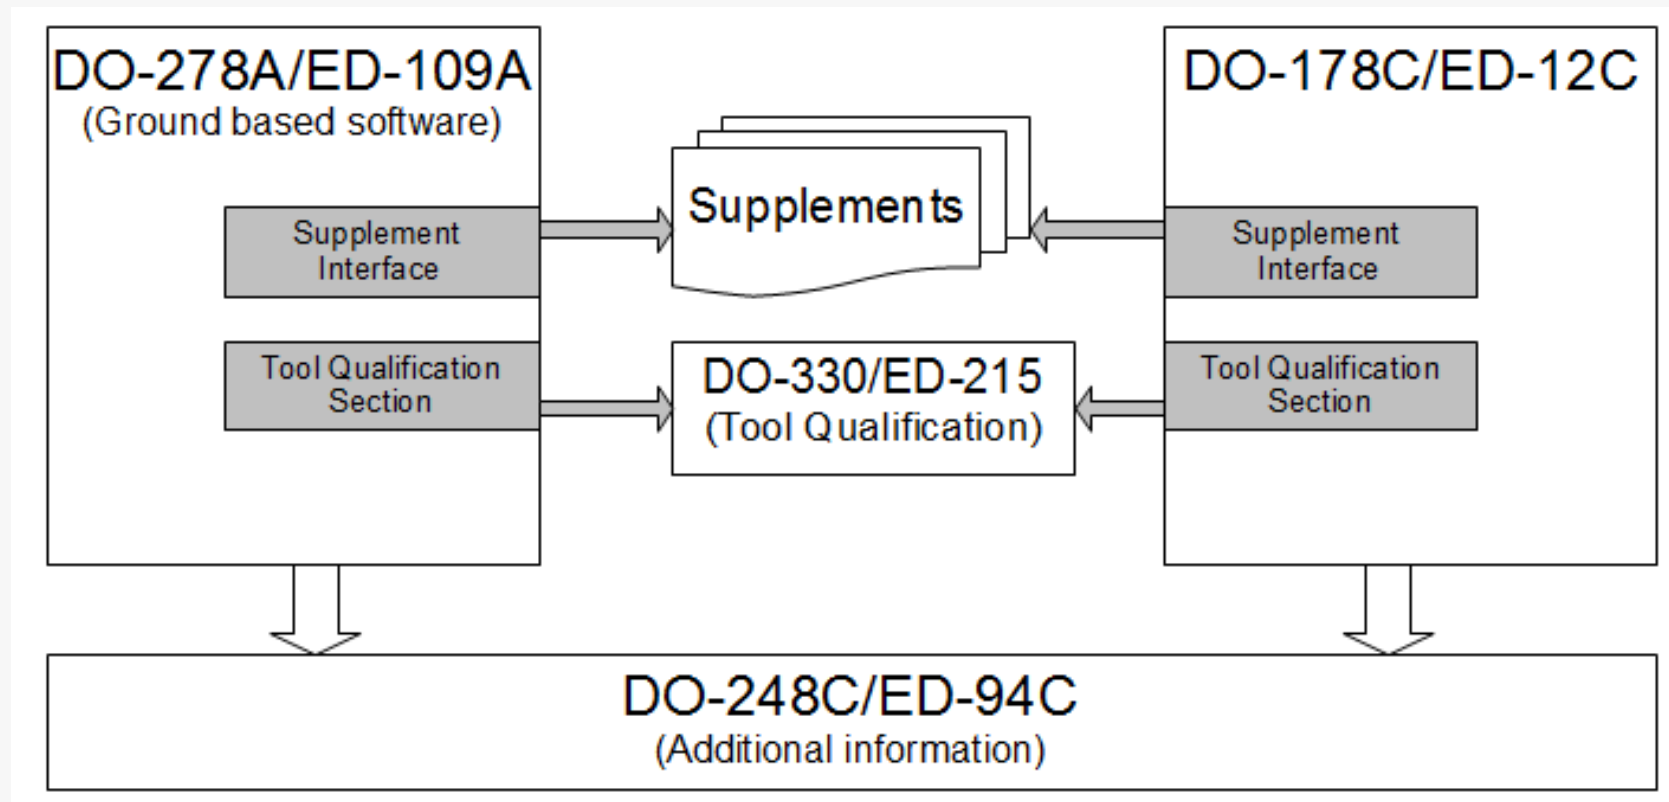 DO-278A/ED-109A
(Ground based software)
Supplement
Interface
Tool Qualification
Section
Supplements
DO-330/ED-215
(Tool Qualification)
DO-178C/ED-12C
Supplement
Interface
Tool Qualification
Section
DO-248C/ED-94C
(Additional information)